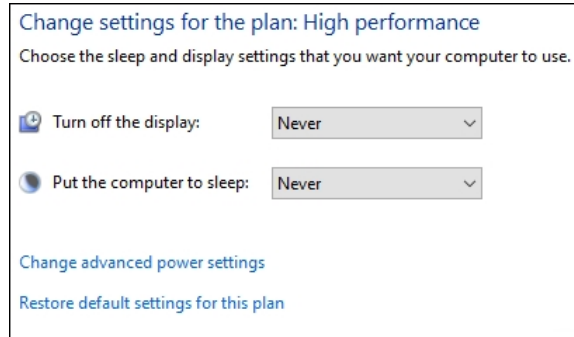 Change settings for the plan: High performance
Choose the sleep and display settings that you want your computer to use.
Turn off the display: Never
Put the computer to sleep: Never
Change advanced power settings
Restore default settings for this plan